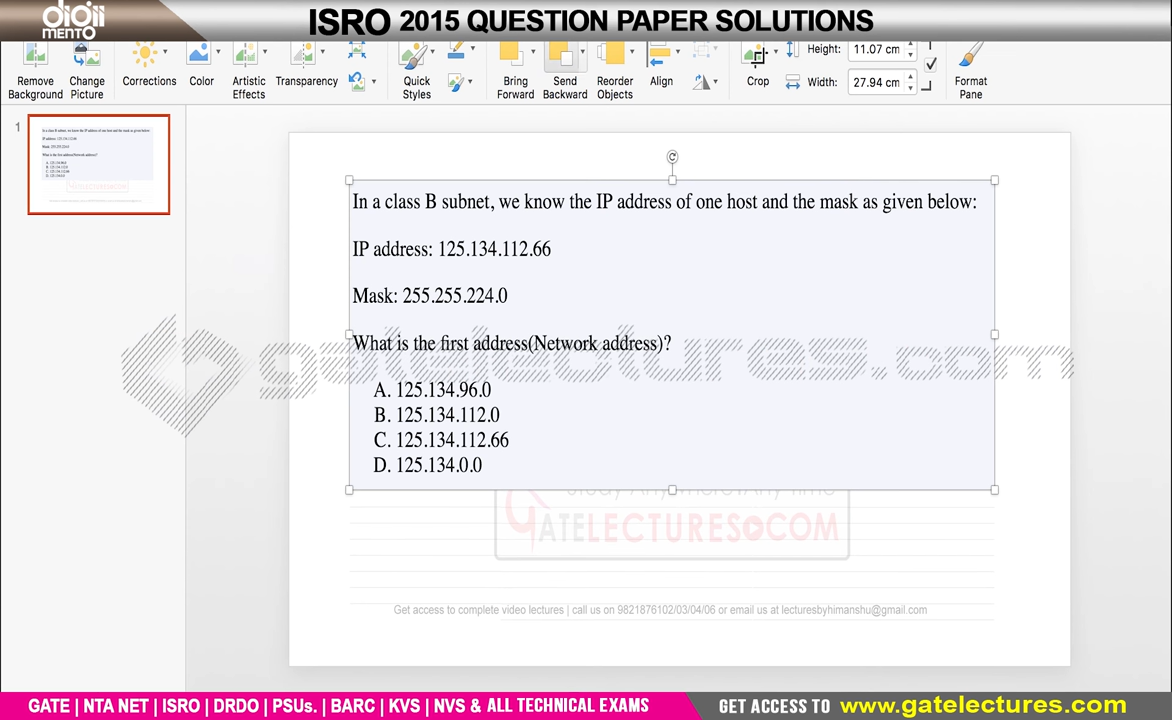 digii
MENTO
ISRO 2015 QUESTION PAPER SOLUTIONS
Remove Background
Change Picture
Corrections
Color
Artistic Effects
Transparency
Quick Styles
Bring Forward
Send Backward
Reorder Objects
Align
Crop
Height: 11.07 cm
Width: 27.94 cm
Format Pane
1
In a class B subnet, we know the IP address of one host and the mask as given below:
IP address: 125.134.112.66
Mask: 255.255.224.0
What is the first address(Network address)?
A. 125.134.96.0
B. 125.134.112.0
C. 125.134.112.66
D. 125.134.0.0
gatelectures.com
GATELECTURES.COM
Get access to complete video lectures | call us on 9821876102/03/04/06 or email us at lecturesbyhimanshu@gmail.com
GATE | NTA NET | ISRO | DRDO | PSUs. | BARC | KVS | NVS & ALL TECHNICAL EXAMS
GET ACCESS TO www.gatelectures.com